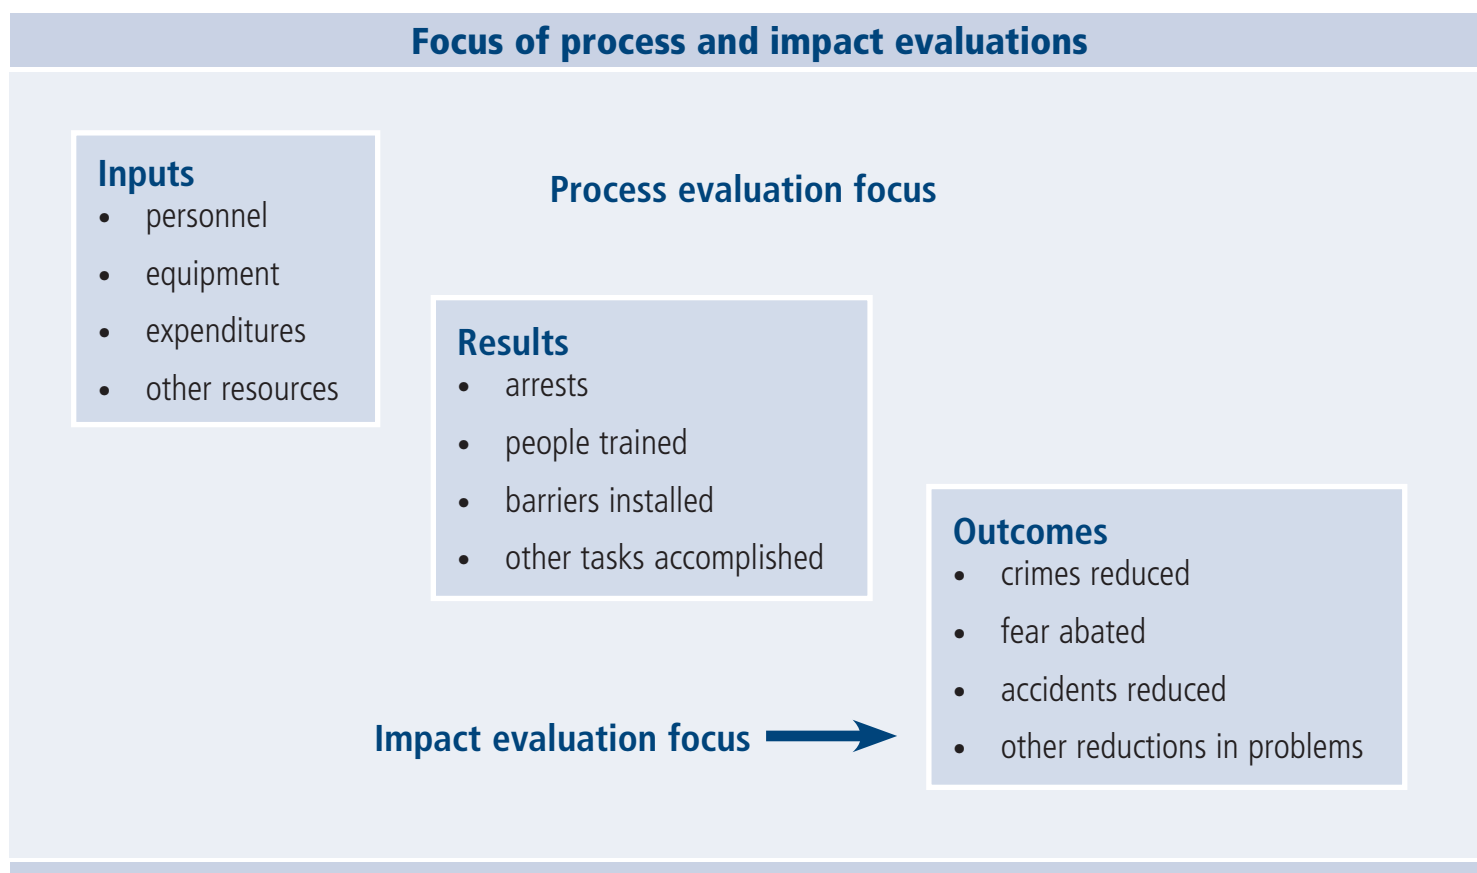 Focus of process and impact evaluations
Inputs
• personnel
• equipment
• expenditures
• other resources
Process evaluation focus
Results
• arrests
• people trained
• barriers installed
• other tasks accomplished
Outcomes
• crimes reduced
• fear abated
• accidents reduced
• other reductions in problems
Impact evaluation focus